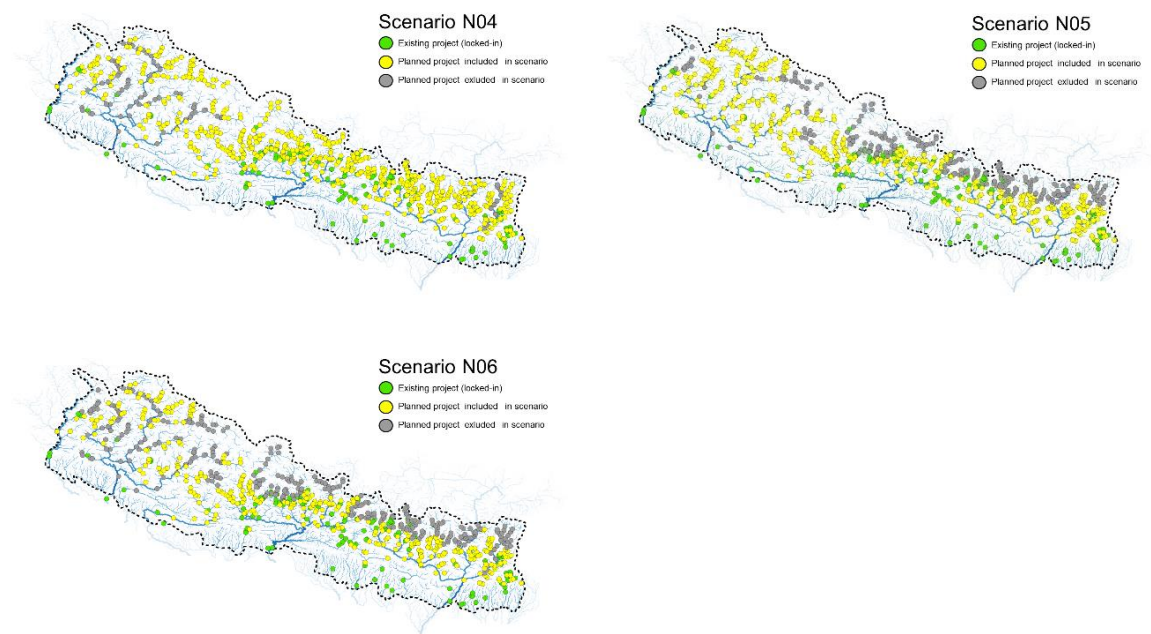 Scenario N04
Existing project (locked-in)
Planned project included in scenario
Planned project exluded in scenario
Scenario N05
Existing project (locked-in)
Planned project included in scenario
Planned project exluded in scenario
Scenario N06
Existing project (locked-in)
Planned project included in scenario
Planned project exluded in scenario